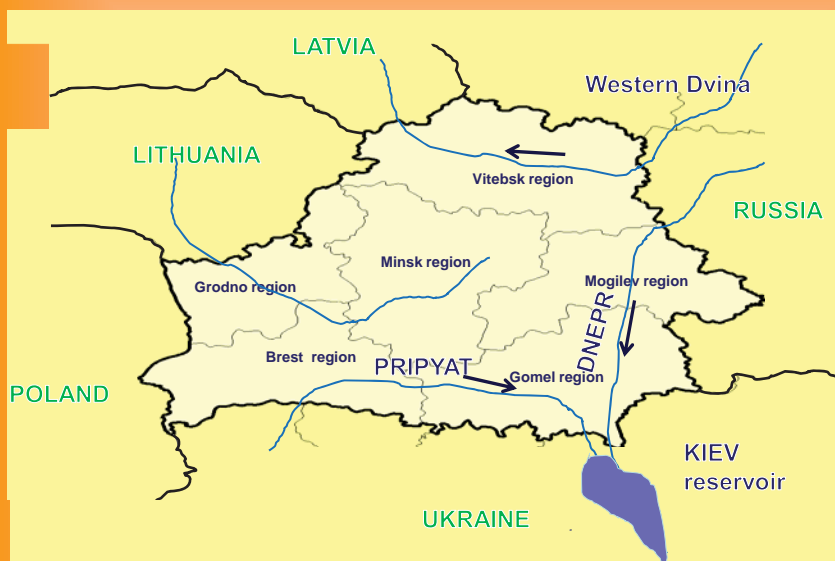 LATVIA
Western Dvina
LITHUANIA
Vitebsk region
RUSSIA
Minsk region
Mogilev region
Grodno region
DNEPR
Brest region
PRIPYAT
Gomel region
POLAND
KIEV
reservoir
UKRAINE